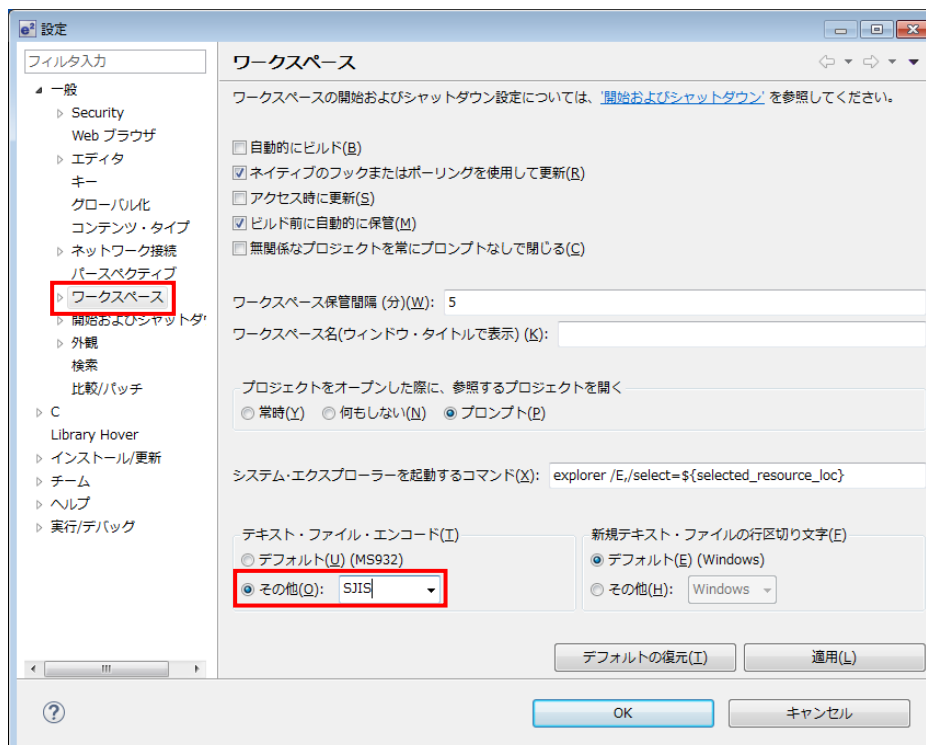 e² 設定
フィルタ入力
一般
Security
Web ブラウザ
エディタ
キー
グローバル化
コンテンツ・タイプ
ネットワーク接続
パースペクティブ
ワークスペース
開始およびシャットダ
外観
検索
比較/パッチ
C
Library Hover
インストール/更新
チーム
ヘルプ
実行/デバッグ
ワークスペース
ワークスペースの開始およびシャットダウン設定については、'開始およびシャットダウン' を参照してください。
自動的にビルド(B)
ネイティブのフックまたはポーリングを使用して更新(R)
アクセス時に更新(S)
ビルド前に自動的に保管(M)
無関係なプロジェクトを常にプロンプトなしで閉じる(C)
ワークスペース保管間隔 (分)(W): 5
ワークスペース名(ウィンドウ・タイトルで表示) (K):
プロジェクトをオープンした際に、参照するプロジェクトを開く
常時(Y) 何もしない(N) プロンプト(P)
システム・エクスプローラーを起動するコマンド(X): explorer /E,/select=${selected_resource_loc}
テキスト・ファイル・エンコード(T)
デフォルト(U) (MS932)
その他(O): SJIS
新規テキスト・ファイルの行区切り文字(F)
デフォルト(E) (Windows)
その他(H): Windows
デフォルトの復元(T) 適用(L)
? OK キャンセル